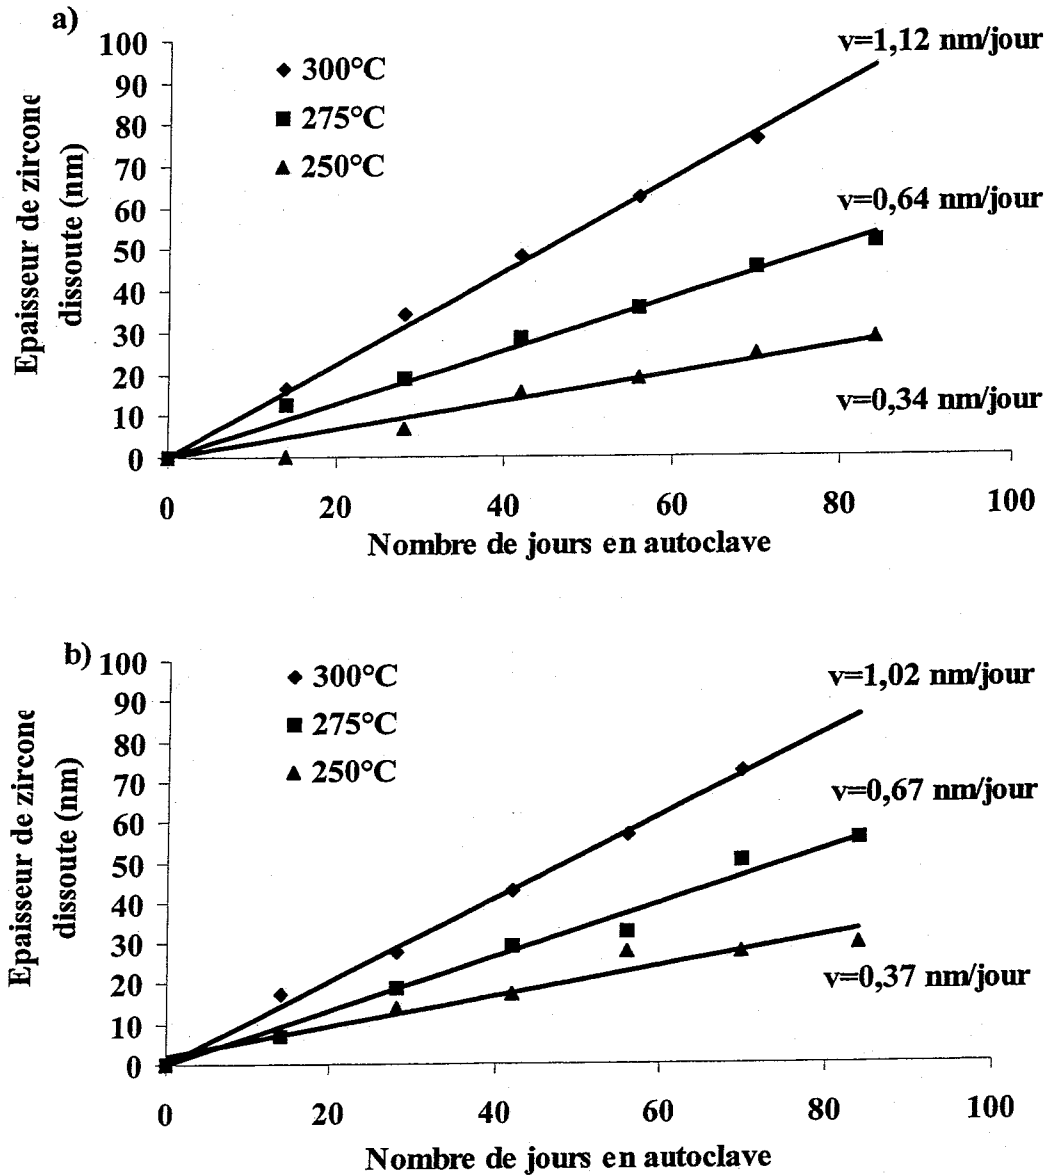 a)
v=1,12 nm/jour
100
90
80
70
60
50
40
30
20
10
0
300°C
275°C
250°C
v=0,64 nm/jour
v=0,34 nm/jour
Epaisseur de zircone
dissoute (nm)
0 20 40 60 80 100
Nombre de jours en autoclave
b)
v=1,02 nm/jour
100
90
80
70
60
50
40
30
20
10
0
300°C
275°C
250°C
v=0,67 nm/jour
v=0,37 nm/jour
Epaisseur de zircone
dissoute (nm)
0 20 40 60 80 100
Nombre de jours en autoclave